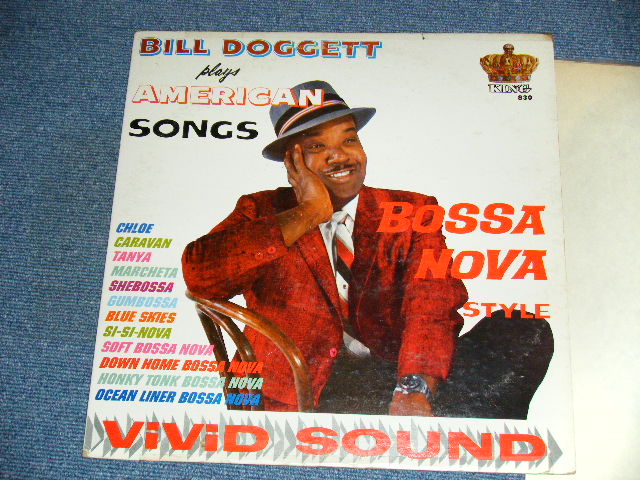 BILL DOGGETT
plays
AMERICAN
SONGS
KING
830
BOSSA
NOVA
STYLE
CHLOE
CARAVAN
TANYA
MARCHETA
SHEBOSSA
GUMBOSSA
BLUE SKIES
SI-SI-NOVA
SOFT BOSSA NOVA
DOWN HOME BOSSA NOVA
HONKY TONK BOSSA NOVA
OCEAN LINER BOSSA NOVA
ViViD SOUND